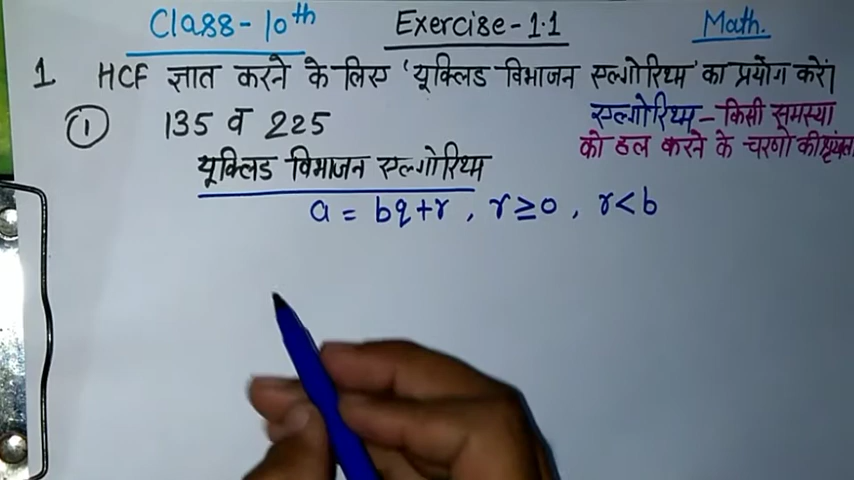 Class-10th Exercise-1.1 Math.
1 HCF ज्ञात करने के लिए 'यूक्लिड विभाजन एल्गोरिथ्म' का प्रयोग करें।
① 135 व 225
एल्गोरिथ्म - किसी समस्या
को हल करने के चरणों की
यूक्लिड विभाजन एल्गोरिथ्म
a = bq+r , r≥0 , r<b